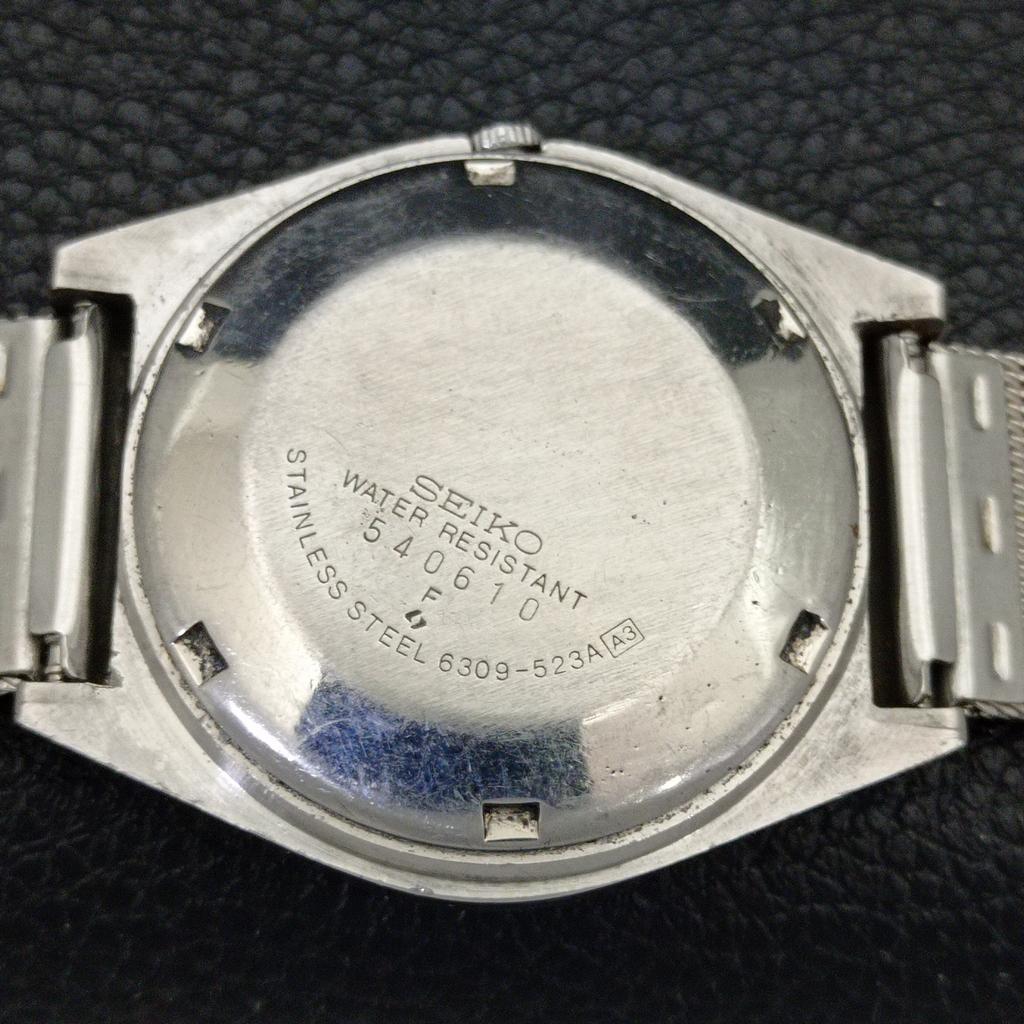 SEIKO
WATER RESISTANT
540610
F
STAINLESS STEEL 6309-523A A3